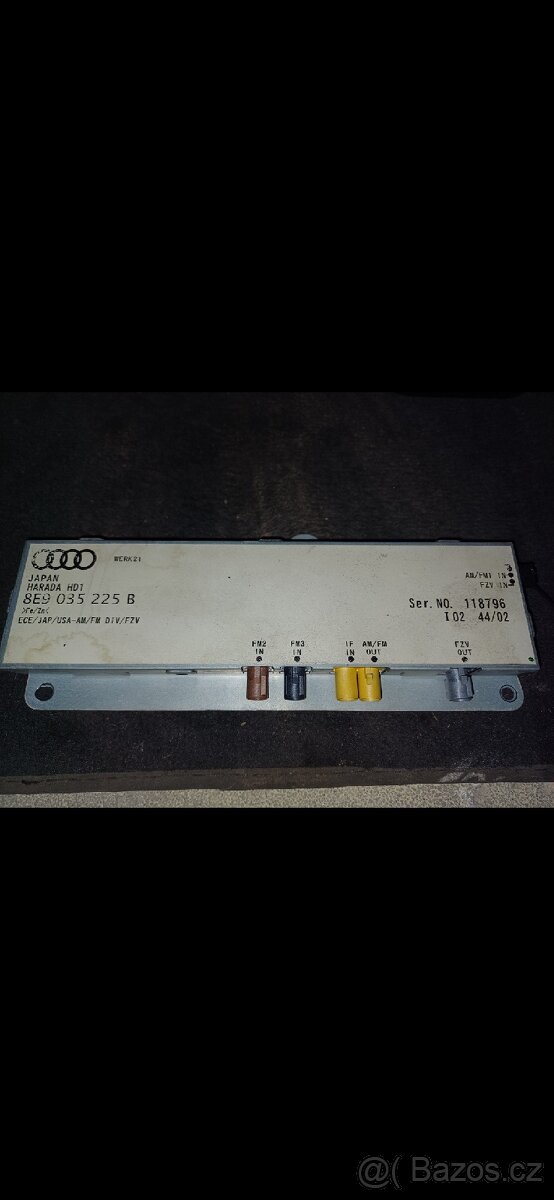 WERK21
JAPAN
HARADA HD1
8E9 035 225 B
>Fe/Zn<
ECE/JAP/USA-AM/FM DIV/FZV
AM/FM1 IN
FZV IN
Ser.NO. 118796
I02 44/02
FM2 IN
FM3 IN
IF IN
AM/FM OUT
FZV OUT
@( Bazos.cz